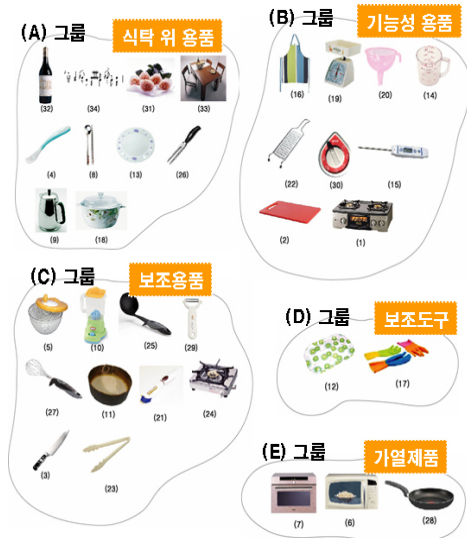 (A) 그룹 식탁 위 용품
(32) (34) (31) (33)
(4) (8) (13) (26)
(9) (18)
(B) 그룹 기능성 용품
(16) (19) (20) (14)
(22) (30) (15)
(2) (1)
(C) 그룹 보조용품
(5) (10) (25) (29)
(27) (11) (21) (24)
(3) (23)
(D) 그룹 보조도구
(12) (17)
(E) 그룹 가열제품
(7) (6) (28)